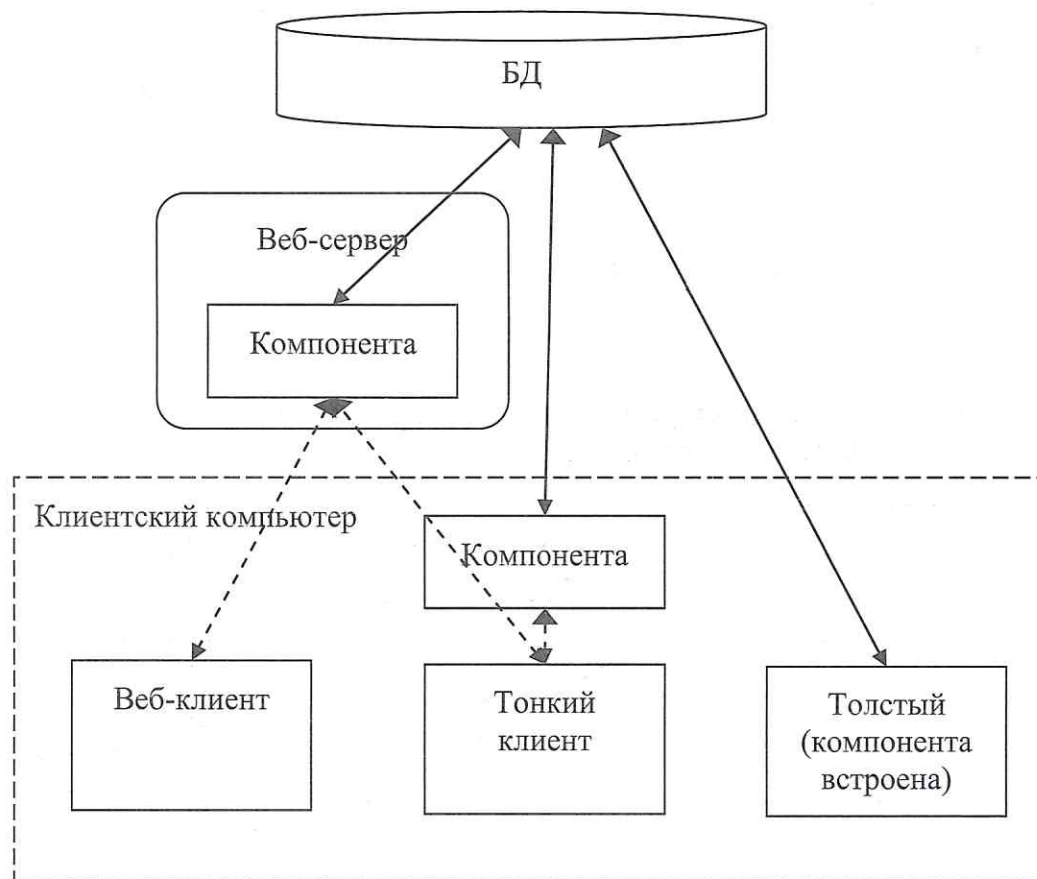 БД
Веб-сервер
Компонента
Клиентский компьютер
Компонента
Веб-клиент
Тонкий
клиент
Толстый
(компонента
встроена)